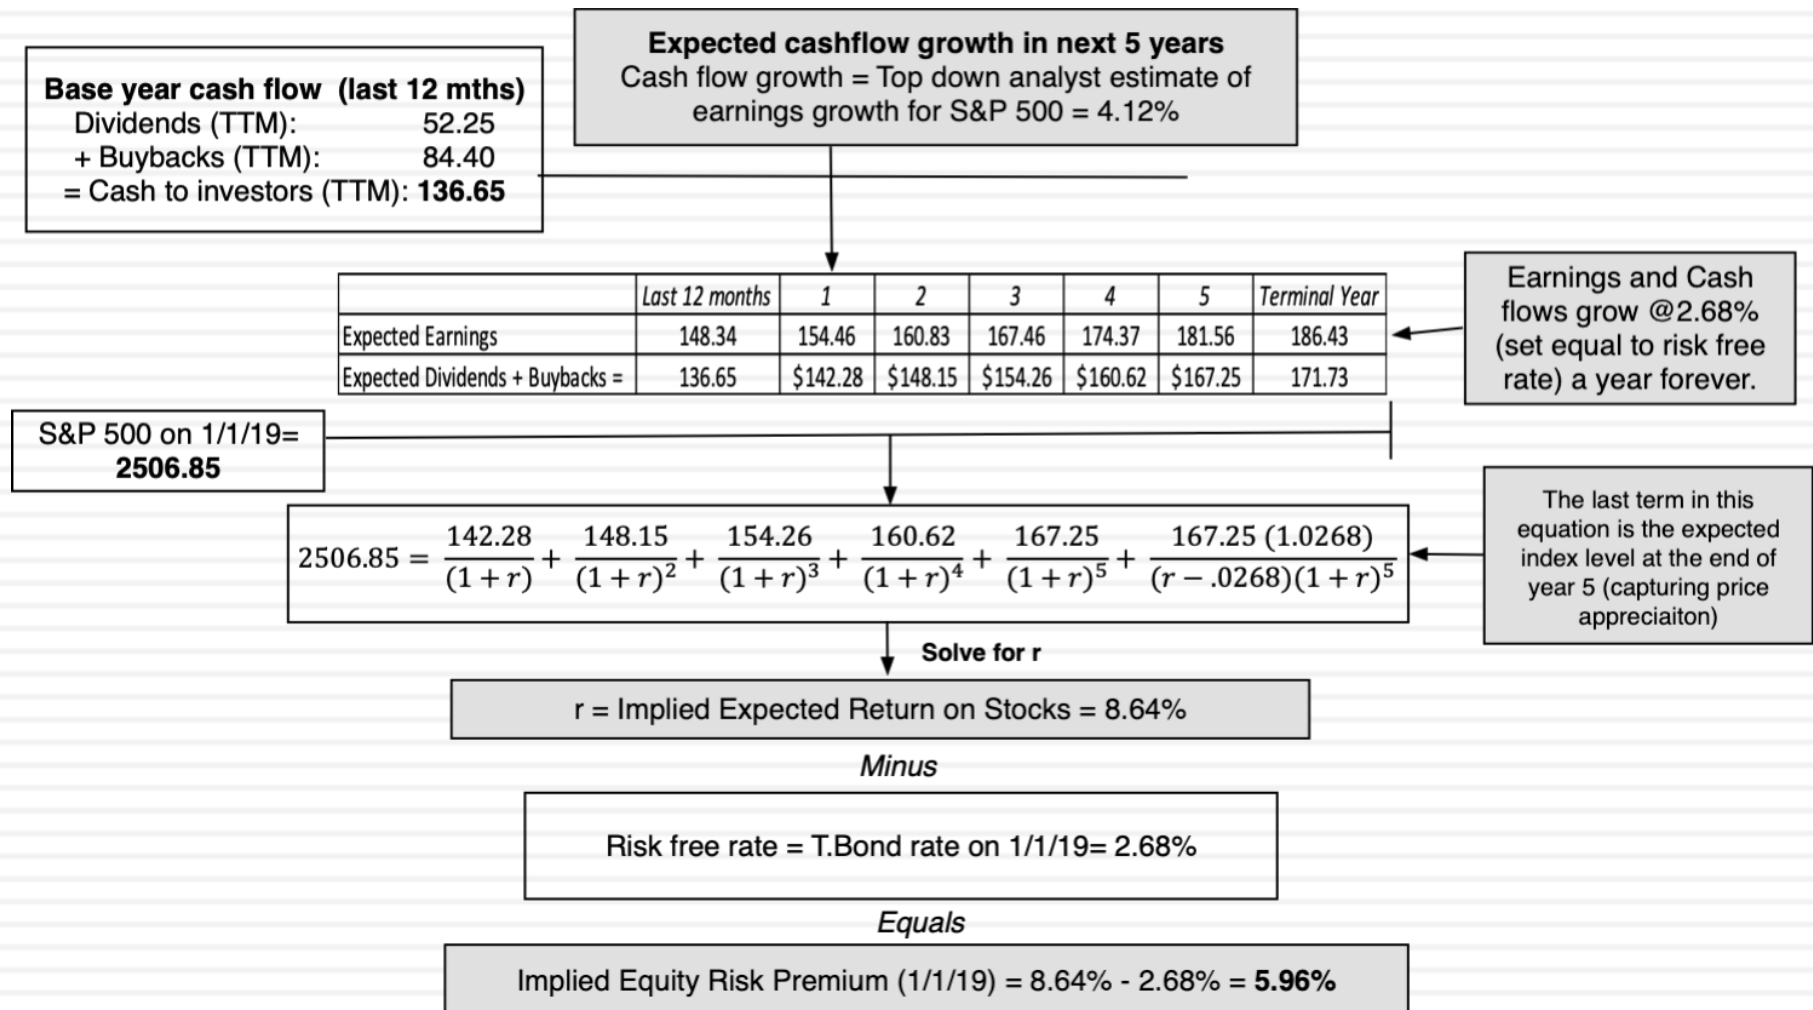 Expected cashflow growth in next 5 years
Cash flow growth = Top down analyst estimate of
earnings growth for S&P 500 = 4.12%
Base year cash flow (last 12 mths)
Dividends (TTM): 52.25
+ Buybacks (TTM): 84.40
= Cash to investors (TTM): 136.65
Last 12 months 1 2 3 4 5 Terminal Year
Expected Earnings 148.34 154.46 160.83 167.46 174.37 181.56 186.43
Expected Dividends + Buybacks = 136.65 $142.28 $148.15 $154.26 $160.62 $167.25 171.73
Earnings and Cash
flows grow @2.68%
(set equal to risk free
rate) a year forever.
S&P 500 on 1/1/19=
2506.85
2506.85 = 142.28/(1 + r) + 148.15/(1 + r)² + 154.26/(1 + r)³ + 160.62/(1 + r)⁴ + 167.25/(1 + r)⁵ + 167.25 (1.0268)/(r − .0268)(1 + r)⁵
The last term in this
equation is the expected
index level at the end of
year 5 (capturing price
appreciaiton)
Solve for r
r = Implied Expected Return on Stocks = 8.64%
Minus
Risk free rate = T.Bond rate on 1/1/19= 2.68%
Equals
Implied Equity Risk Premium (1/1/19) = 8.64% - 2.68% = 5.96%